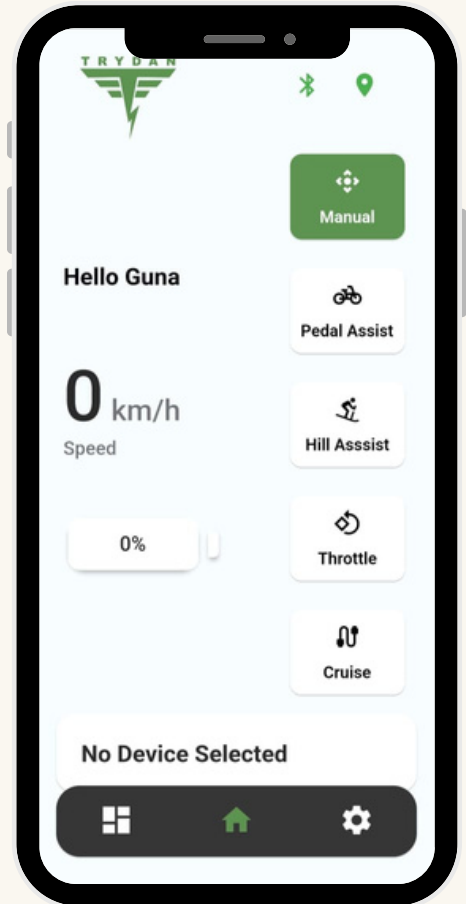 TRYDAN
Manual
Hello Guna
Pedal Assist
0 km/h
Speed
Hill Asssist
0%
Throttle
Cruise
No Device Selected